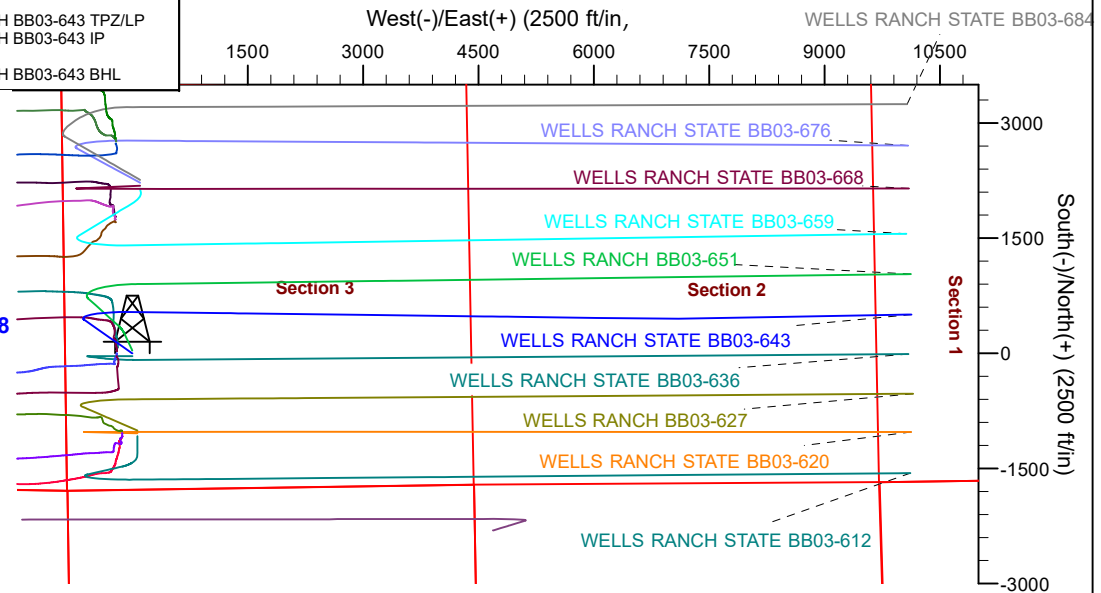 H BB03-643 TPZ/LP
H BB03-643 IP
H BB03-643 BHL
West(-)/East(+) (2500 ft/in,
WELLS RANCH STATE BB03-684
1500 3000 4500 6000 7500 9000 10500
3000
WELLS RANCH STATE BB03-676
WELLS RANCH STATE BB03-668
WELLS RANCH STATE BB03-659
1500
WELLS RANCH BB03-651
Section 3
Section 2
Section 1
South(-)/North(+) (2500 ft/in)
8
WELLS RANCH STATE BB03-643
0
WELLS RANCH STATE BB03-636
WELLS RANCH BB03-627
WELLS RANCH STATE BB03-620
-1500
WELLS RANCH STATE BB03-612
-3000